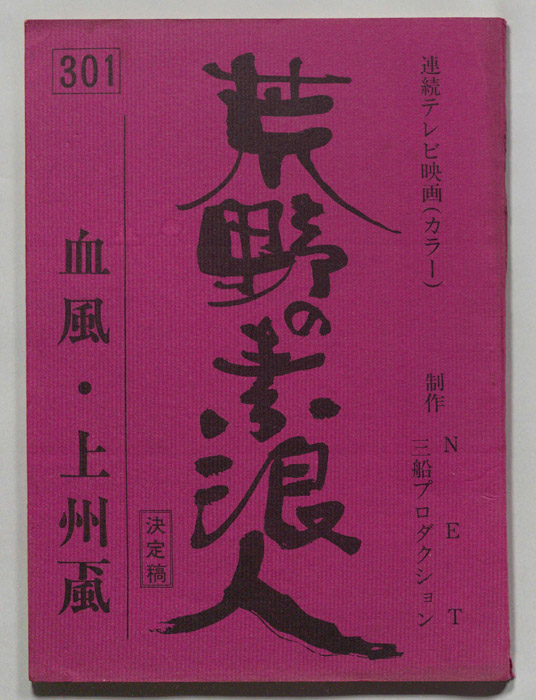 連続テレビ映画(カラー)
制作
NET
三船プロダクション
荒野の素浪人
決定稿
301
血風・上州颪